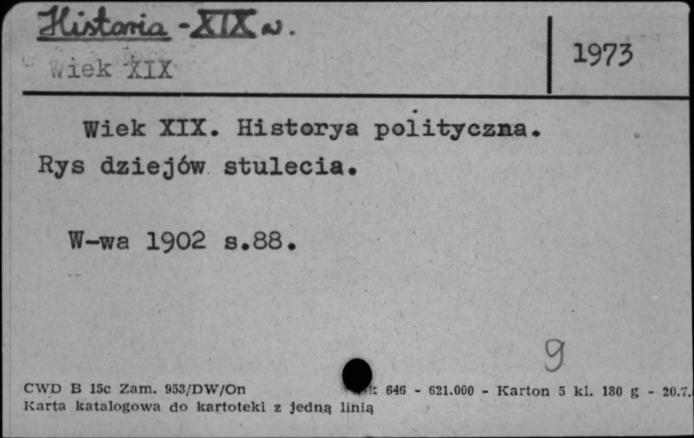 Historia - XIX w.
Wiek XIX
1973
Wiek XIX. Historya polityczna.
Rys dziejów stulecia.
W-wa 1902 s.88.
9
CWD B 15c Zam. 953/DW/On 646 - 621.000 - Karton 5 kl. 180 g - 20.7.
Karta katalogowa do kartoteki z jedną linią